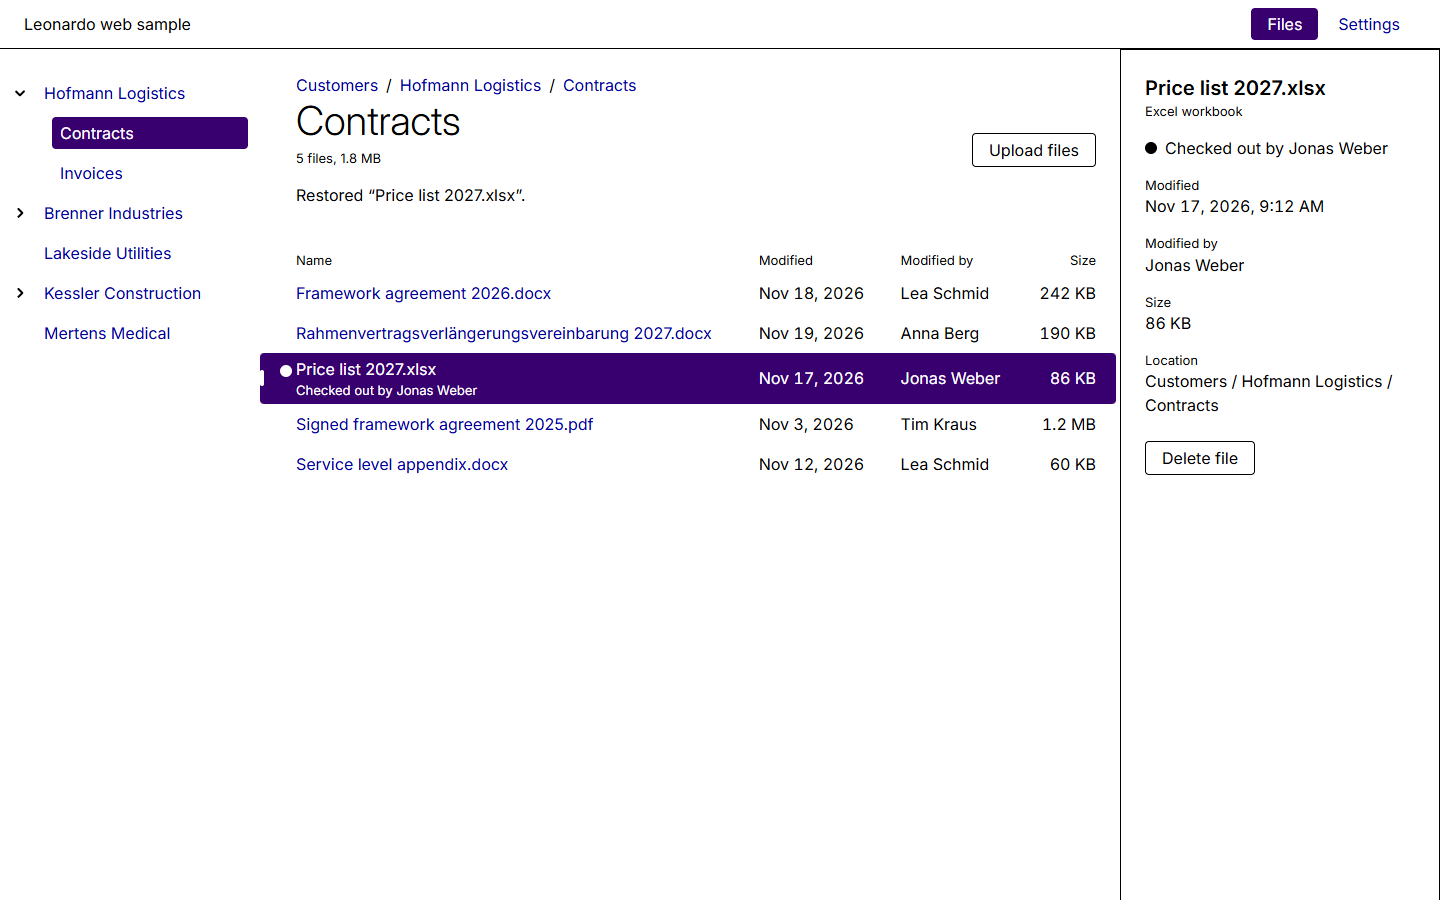 Leonardo web sample
Files
Settings
Hofmann Logistics
Contracts
Invoices
Brenner Industries
Lakeside Utilities
Kessler Construction
Mertens Medical
Customers / Hofmann Logistics / Contracts
Contracts
5 files, 1.8 MB
Upload files
Restored “Price list 2027.xlsx”.
Name Modified Modified by Size
Framework agreement 2026.docx Nov 18, 2026 Lea Schmid 242 KB
Rahmenvertragsverlängerungsvereinbarung 2027.docx Nov 19, 2026 Anna Berg 190 KB
Price list 2027.xlsx Nov 17, 2026 Jonas Weber 86 KB
Checked out by Jonas Weber
Signed framework agreement 2025.pdf Nov 3, 2026 Tim Kraus 1.2 MB
Service level appendix.docx Nov 12, 2026 Lea Schmid 60 KB
Price list 2027.xlsx
Excel workbook
Checked out by Jonas Weber
Modified
Nov 17, 2026, 9:12 AM
Modified by
Jonas Weber
Size
86 KB
Location
Customers / Hofmann Logistics /
Contracts
Delete file